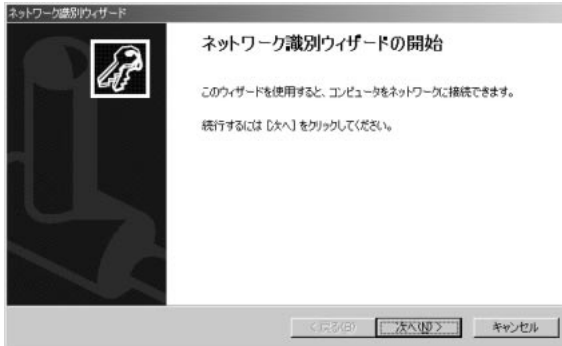 ネットワーク識別ウィザード
ネットワーク識別ウィザードの開始
このウィザードを使用すると、コンピュータをネットワークに接続できます。
続行するには [次へ] をクリックしてください。
< 戻る(B)
次へ(N) >
キャンセル